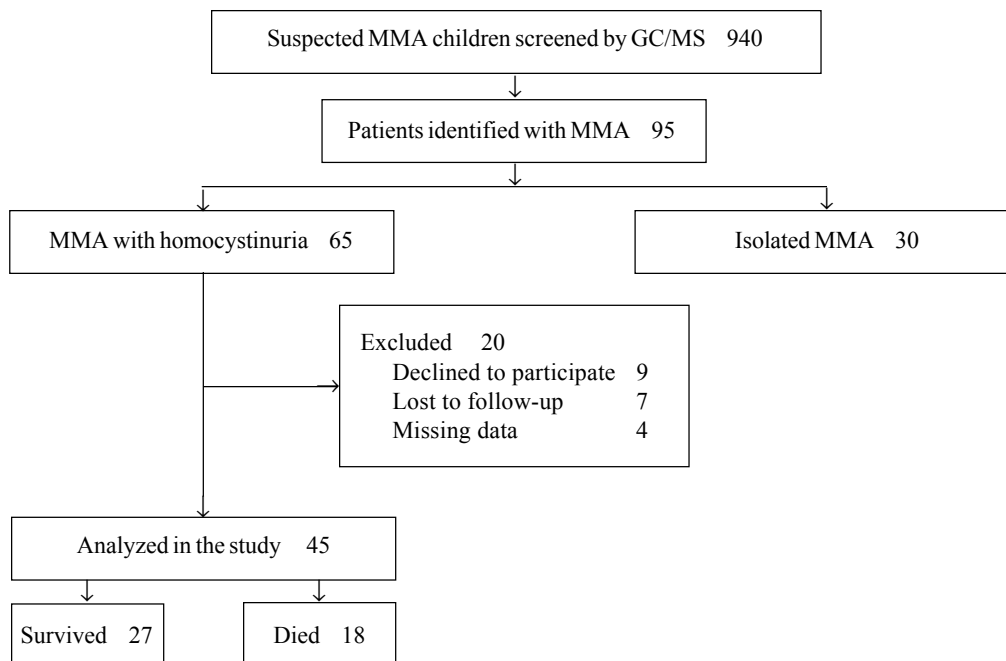 Suspected MMA children screened by GC/MS 940
Patients identified with MMA 95
MMA with homocystinuria 65
Isolated MMA 30
Excluded 20
Declined to participate 9
Lost to follow-up 7
Missing data 4
Analyzed in the study 45
Survived 27
Died 18